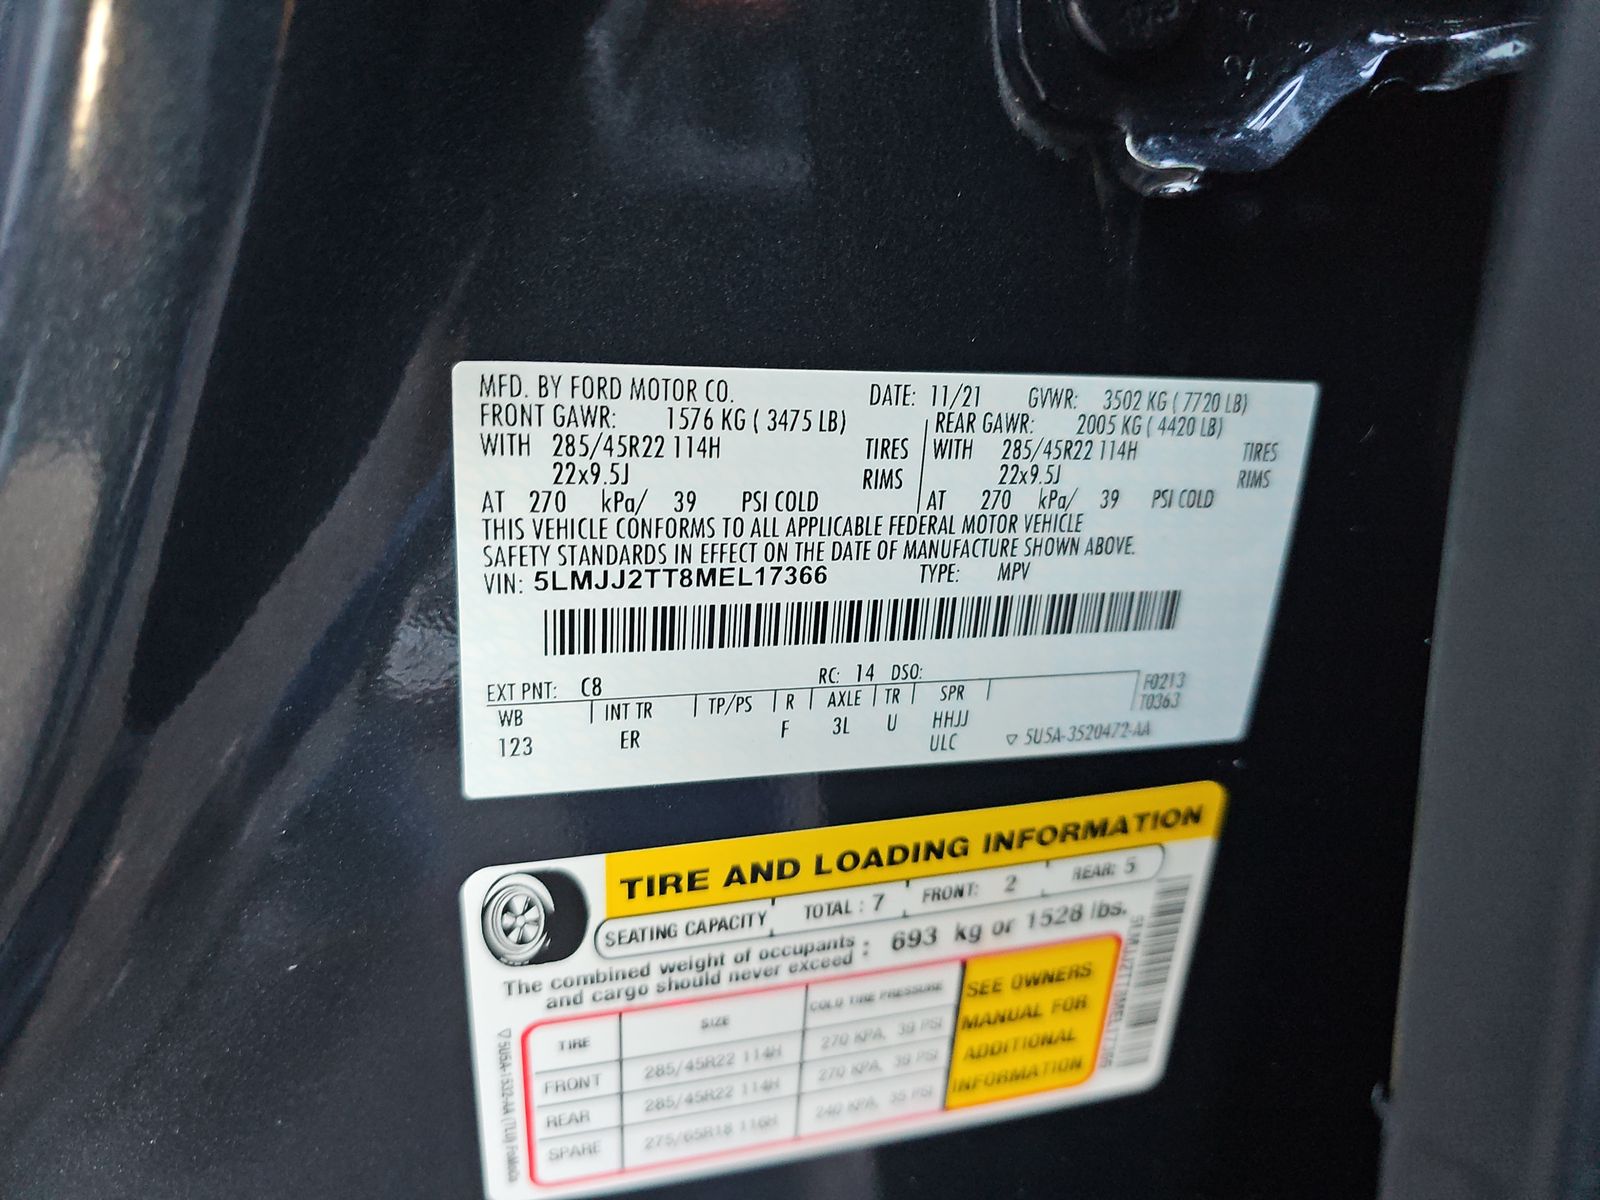 MFD. BY FORD MOTOR CO. DATE: 11/21 GVWR: 3502 KG ( 7720 LB)
FRONT GAWR: 1576 KG ( 3475 LB) REAR GAWR: 2005 KG ( 4420 LB)
WITH 285/45R22 114H TIRES WITH 285/45R22 114H TIRES
22x9.5J RIMS 22x9.5J RIMS
AT 270 kPa/ 39 PSI COLD AT 270 kPa/ 39 PSI COLD
THIS VEHICLE CONFORMS TO ALL APPLICABLE FEDERAL MOTOR VEHICLE
SAFETY STANDARDS IN EFFECT ON THE DATE OF MANUFACTURE SHOWN ABOVE.
VIN: 5LMJJ2TT8MEL17366 TYPE: MPV
EXT PNT: C8 RC: 14 DSO:
WB INT TR TP/PS R AXLE TR SPR F0213
T0363
123 ER F 3L U HHJJ
ULC ▽ 5U5A-3520472-AA
TIRE AND LOADING INFORMATION
SEATING CAPACITY TOTAL : 7 FRONT: 2 REAR: 5
The combined weight of occupants
and cargo should never exceed : 693 kg or 1528 lbs.
TIRE SIZE COLD TIRE PRESSURE
FRONT 285/45R22 114H 270 KPA, 39 PSI
REAR 285/45R22 114H 270 KPA, 39 PSI
SPARE 275/65R18 116H 240 KPA, 35 PSI
SEE OWNERS
MANUAL FOR
ADDITIONAL
INFORMATION
5LMJJ2TT8MEL17366